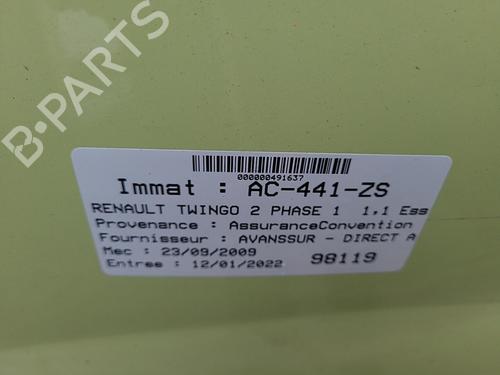 B-PARTS
000000491637
Immat : AC-441-ZS
RENAULT TWINGO 2 PHASE 1 1.1 Ess
Provenance : AssuranceConvention
Fournisseur : AVANSSUR - DIRECT A
Mec : 23/09/2009
Entree : 12/01/2022 98119